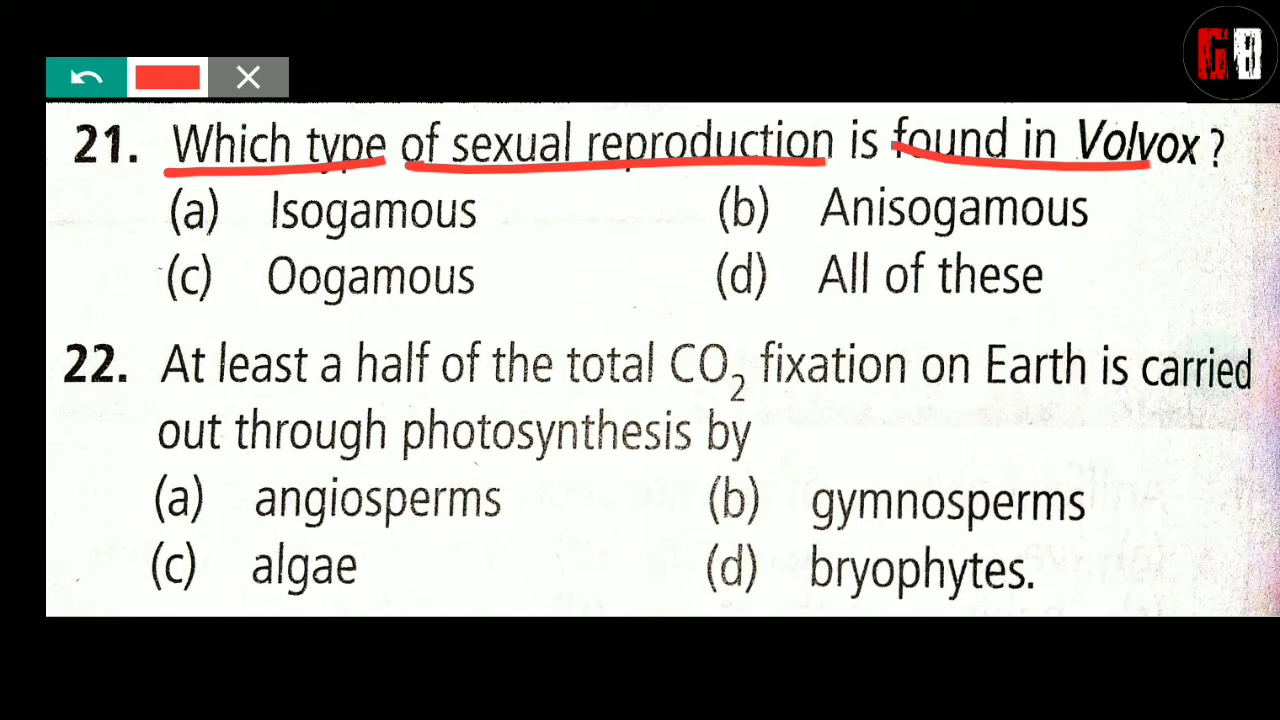 GB
21. Which type of sexual reproduction is found in Volvox ?
(a) Isogamous (b) Anisogamous
(c) Oogamous (d) All of these
22. At least a half of the total CO2 fixation on Earth is carried
out through photosynthesis by
(a) angiosperms (b) gymnosperms
(c) algae (d) bryophytes.